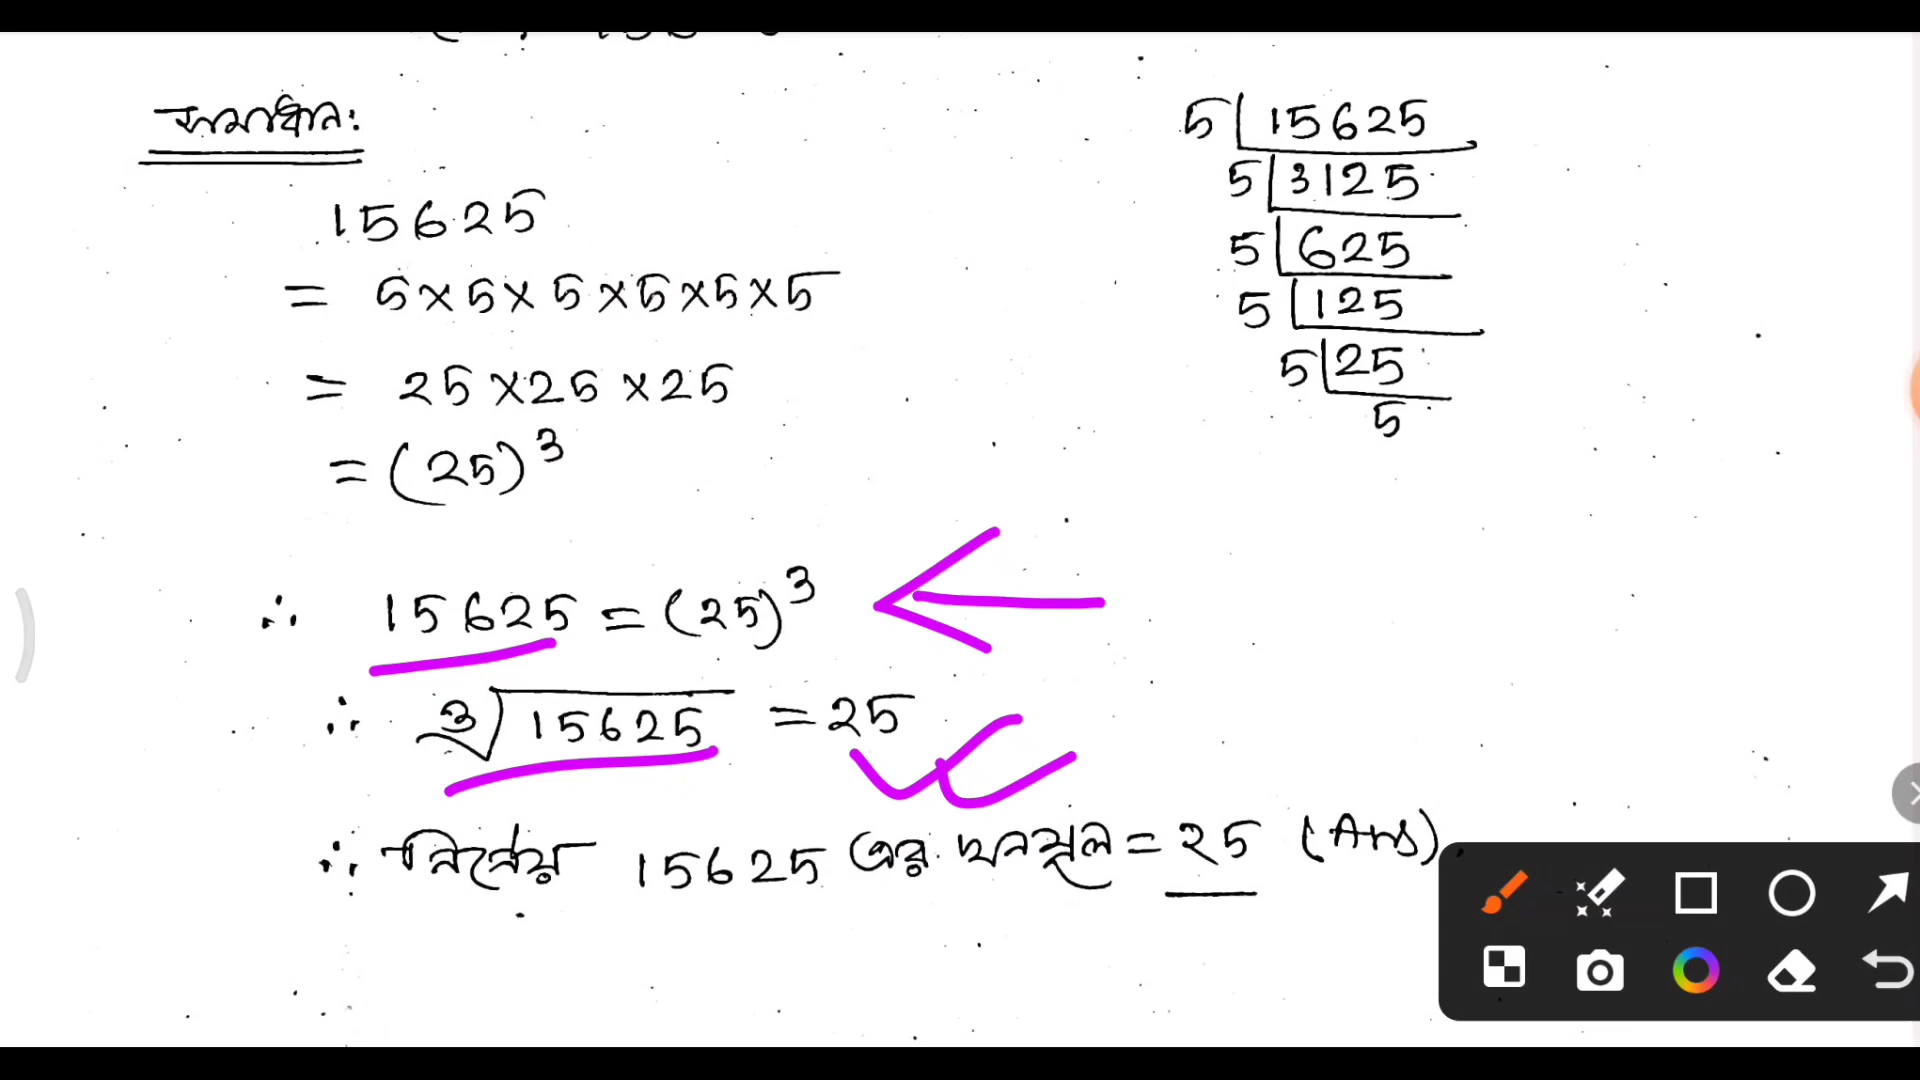 সমাধান:
15625
= 5×5×5×5×5×5
= 25×25×25
= (25)³
∴ 15625 = (25)³
∴ ∛15625 = 25
∴ নির্ণেয় 15625 এর ঘনমূল = 25 (Ans)
5 | 15625
5 | 3125
5 | 625
5 | 125
5 | 25
5